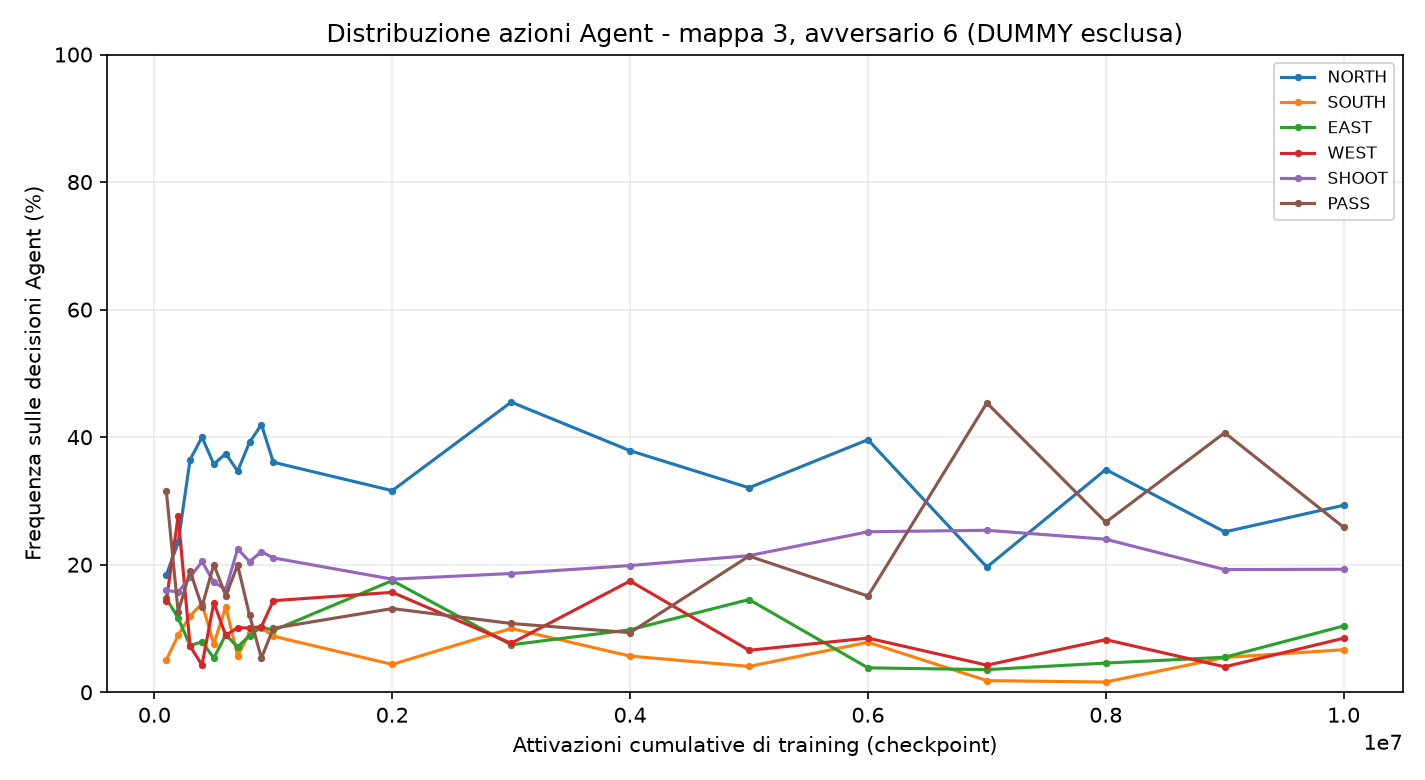 Distribuzione azioni Agent - mappa 3, avversario 6 (DUMMY esclusa)
Frequenza sulle decisioni Agent (%)
100
80
60
40
20
0
NORTH
SOUTH
EAST
WEST
SHOOT
PASS
0.0
0.2
0.4
0.6
0.8
1.0
1e7
Attivazioni cumulative di training (checkpoint)